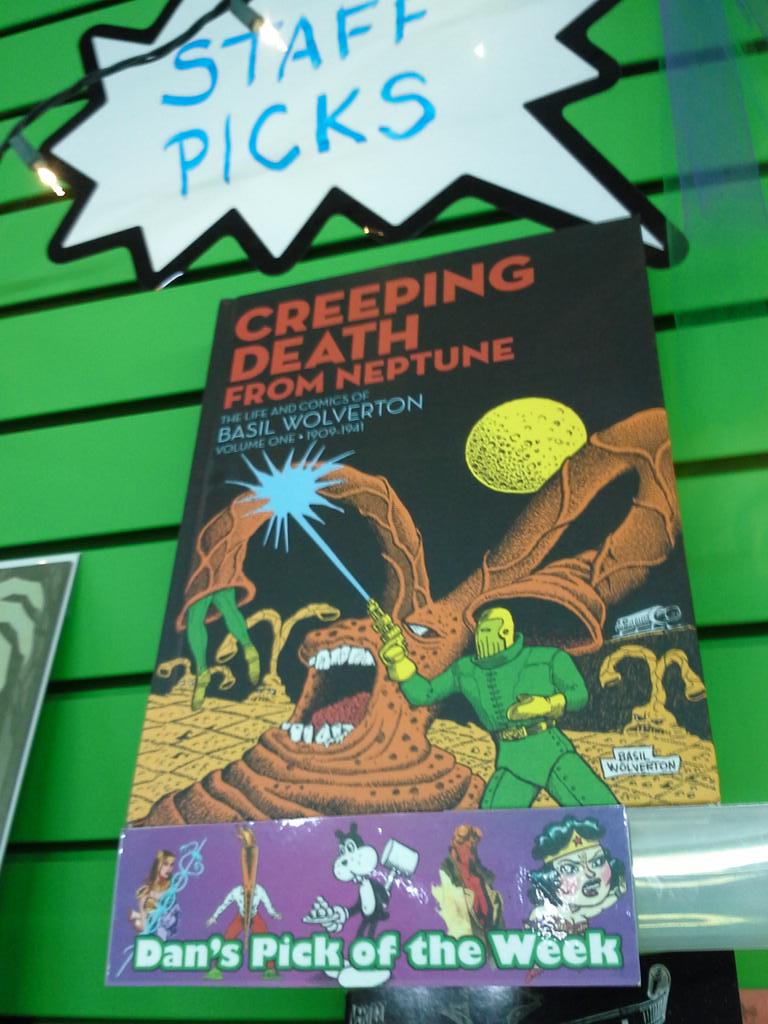 STAFF
PICKS
CREEPING
DEATH
FROM NEPTUNE
THE LIFE AND COMICS OF
BASIL WOLVERTON
VOLUME ONE • 1909-1941
BASIL
WOLVERTON
Dan's Pick of the Week